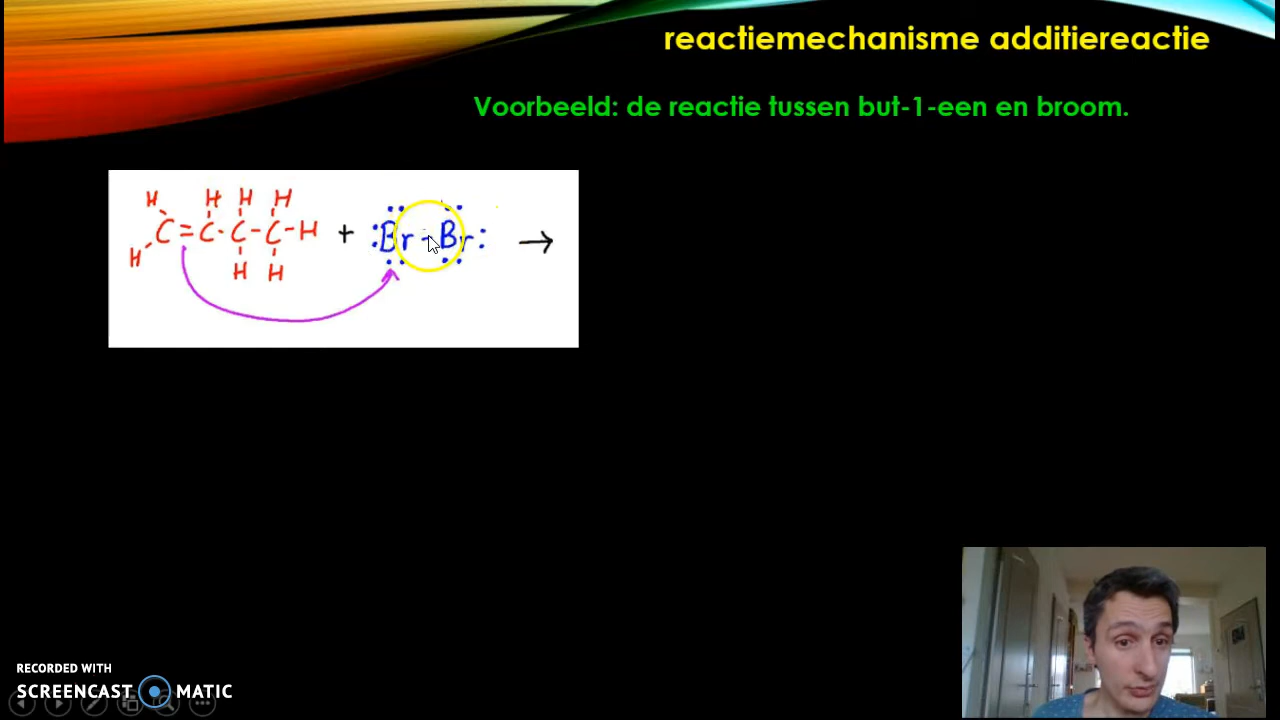 reactiemechanisme additiereactie
Voorbeeld: de reactie tussen but-1-een en broom.
H H H H
C = C - C - C - H + :Br - Br: →
H H H
RECORDED WITH
SCREENCAST MATIC